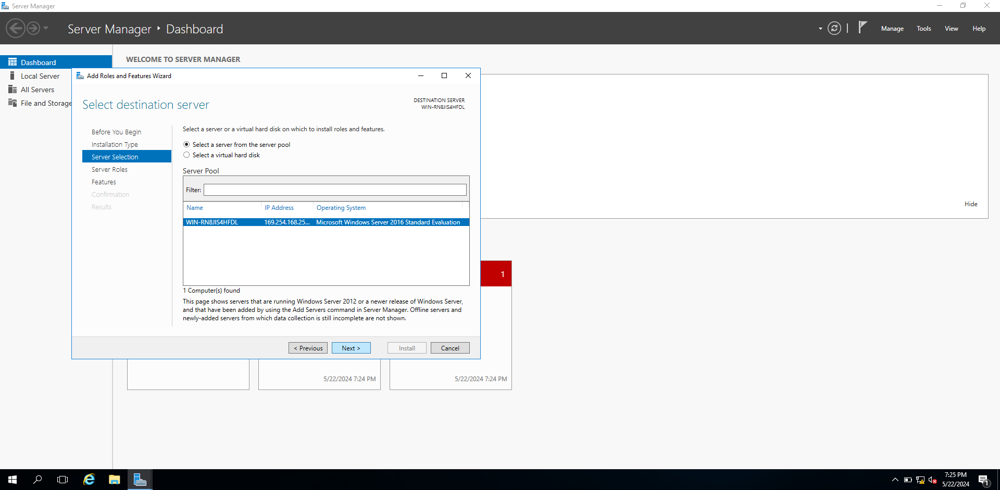 Server Manager
Server Manager ‣ Dashboard
Manage Tools View Help
Dashboard
Local Server
All Servers
File and Storage
WELCOME TO SERVER MANAGER
Add Roles and Features Wizard
Select destination server
DESTINATION SERVER
WIN-RN8JIS4HFDL
Before You Begin
Installation Type
Server Selection
Server Roles
Features
Confirmation
Results
Select a server or a virtual hard disk on which to install roles and features.
Select a server from the server pool
Select a virtual hard disk
Server Pool
Filter:
Name IP Address Operating System
WIN-RN8JIS4HFDL 169.254.168.25... Microsoft Windows Server 2016 Standard Evaluation
1 Computer(s) found
This page shows servers that are running Windows Server 2012 or a newer release of Windows Server,
and that have been added by using the Add Servers command in Server Manager. Offline servers and
newly-added servers from which data collection is still incomplete are not shown.
< Previous Next > Install Cancel
Hide
1
5/22/2024 7:24 PM
5/22/2024 7:24 PM
7:25 PM
5/22/2024
1